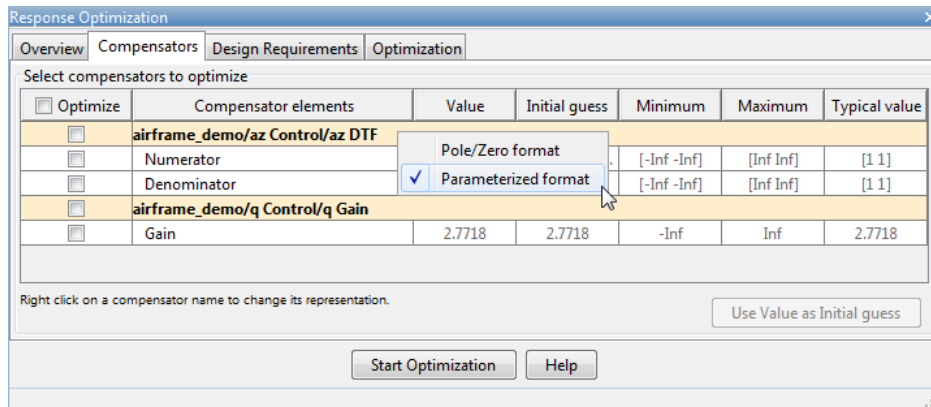 Response Optimization
Overview Compensators Design Requirements Optimization
Select compensators to optimize
Optimize Compensator elements Value Initial guess Minimum Maximum Typical value
airframe_demo/az Control/az DTF
Pole/Zero format
Numerator [-Inf -Inf] [Inf Inf] [1 1]
Parameterized format
Denominator [-Inf -Inf] [Inf Inf] [1 1]
airframe_demo/q Control/q Gain
Gain 2.7718 2.7718 -Inf Inf 2.7718
Right click on a compensator name to change its representation.
Use Value as Initial guess
Start Optimization Help